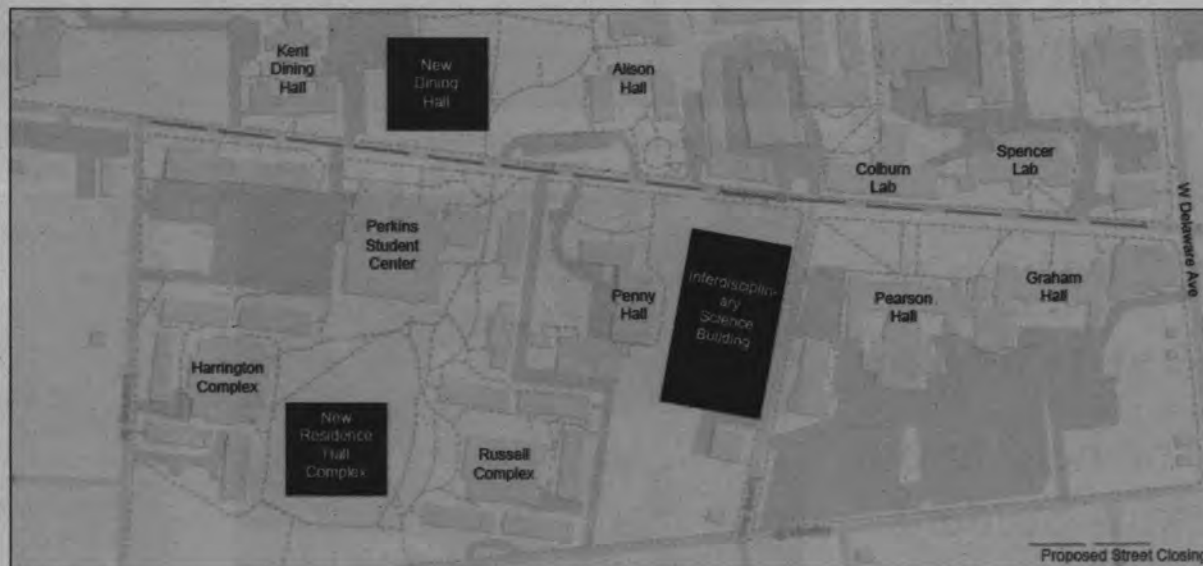 Kent
Dining
Hall
New
Dining
Hall
Alison
Hall
Colburn
Lab
Spencer
Lab
W Delaware Ave
Perkins
Student
Center
Penny
Hall
Interdisciplin-
ary
Science
Building
Pearson
Hall
Graham
Hall
Harrington
Complex
New
Residence
Hall
Complex
Russell
Complex
Proposed Street Closing